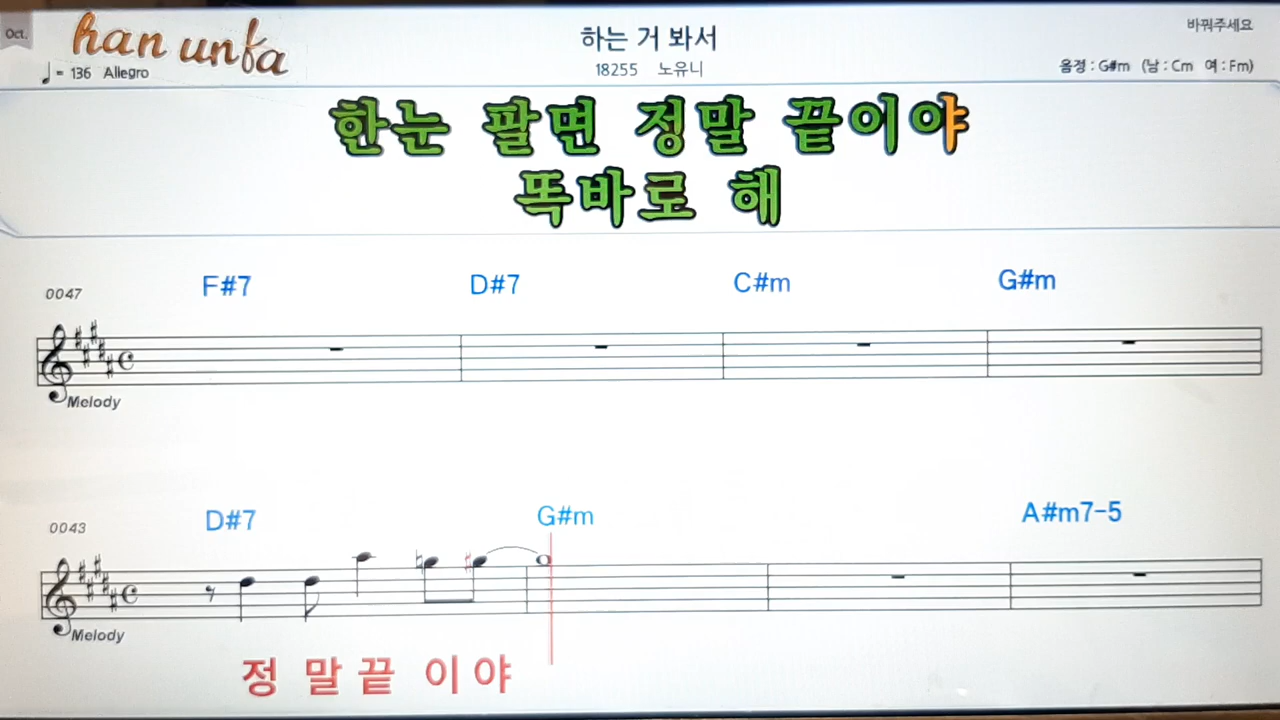 Oct.
han unfa
하는 거 봐서
바꿔주세요
♩ = 136 Allegro
18255 노유니
음정 : G#m (남 : Cm 여 : Fm)
한눈 팔면 정말 끝이야
똑바로 해
0047
F#7 D#7 C#m G#m
Melody
0043
D#7 G#m A#m7-5
Melody
정 말 끝 이 야